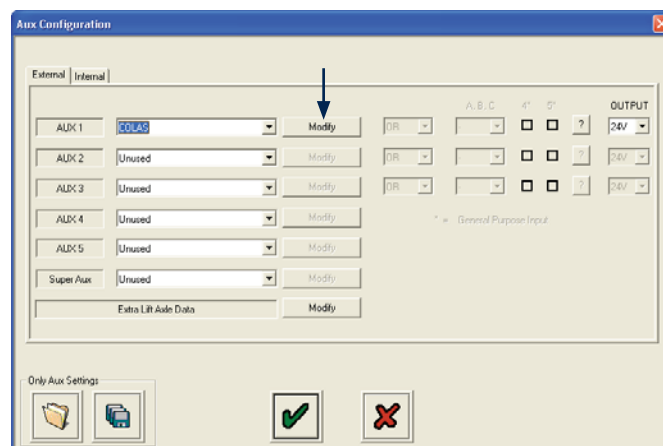 Aux Configuration
External Internal
A. B. C 4* 5* OUTPUT
AUX 1 COLAS Modify OR ? 24V
AUX 2 Unused Modify OR ? 24V
AUX 3 Unused Modify OR ? 24V
AUX 4 Unused Modify * = General Purpose Input
AUX 5 Unused Modify
Super Aux Unused Modify
Extra Lift Axle Data Modify
Only Aux Settings